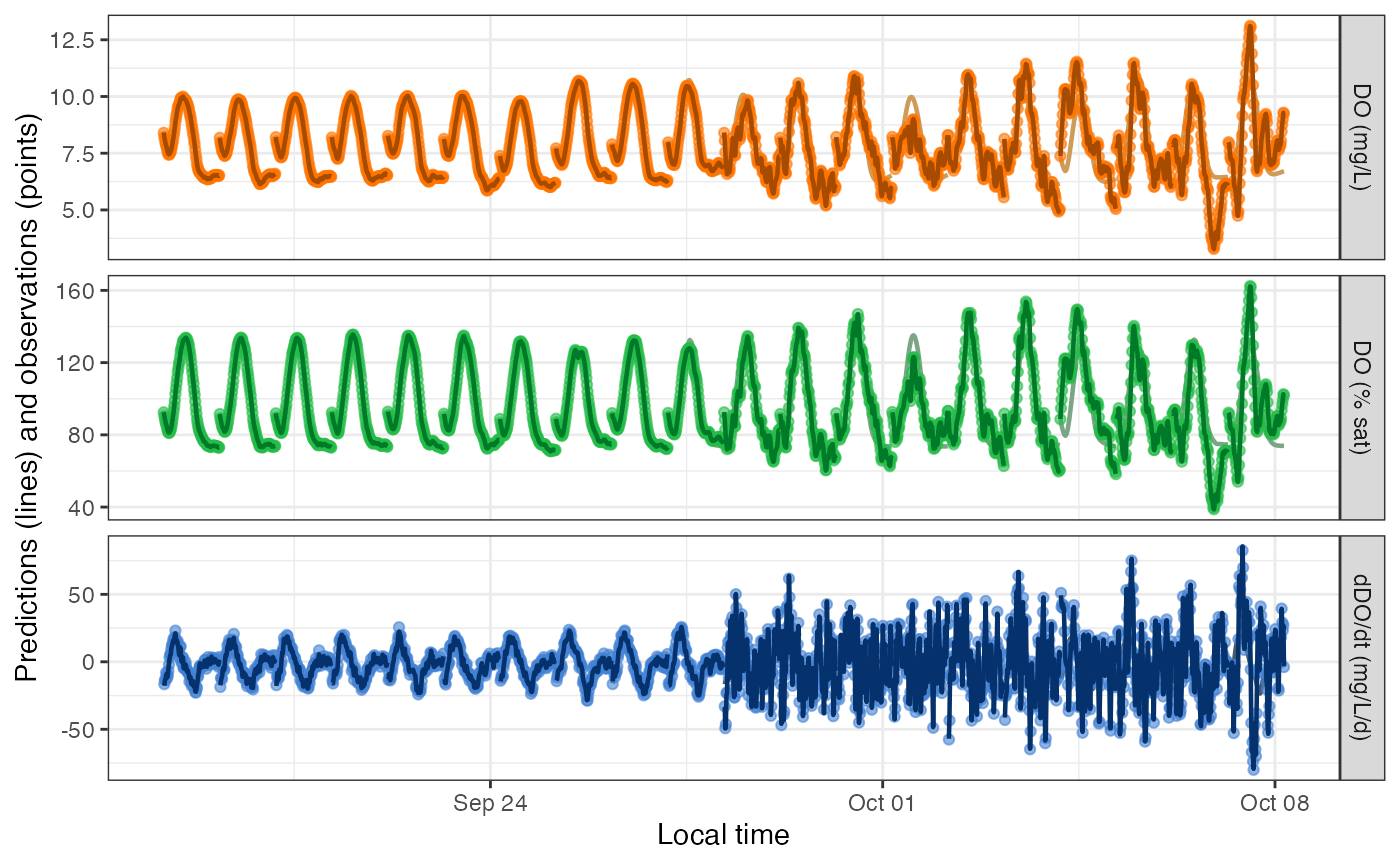 Predictions (lines) and observations (points)
12.5
10.0
7.5
5.0
DO (mg/L)
160
120
80
40
DO (% sat)
50
0
-50
dDO/dt (mg/L/d)
Sep 24
Oct 01
Oct 08
Local time